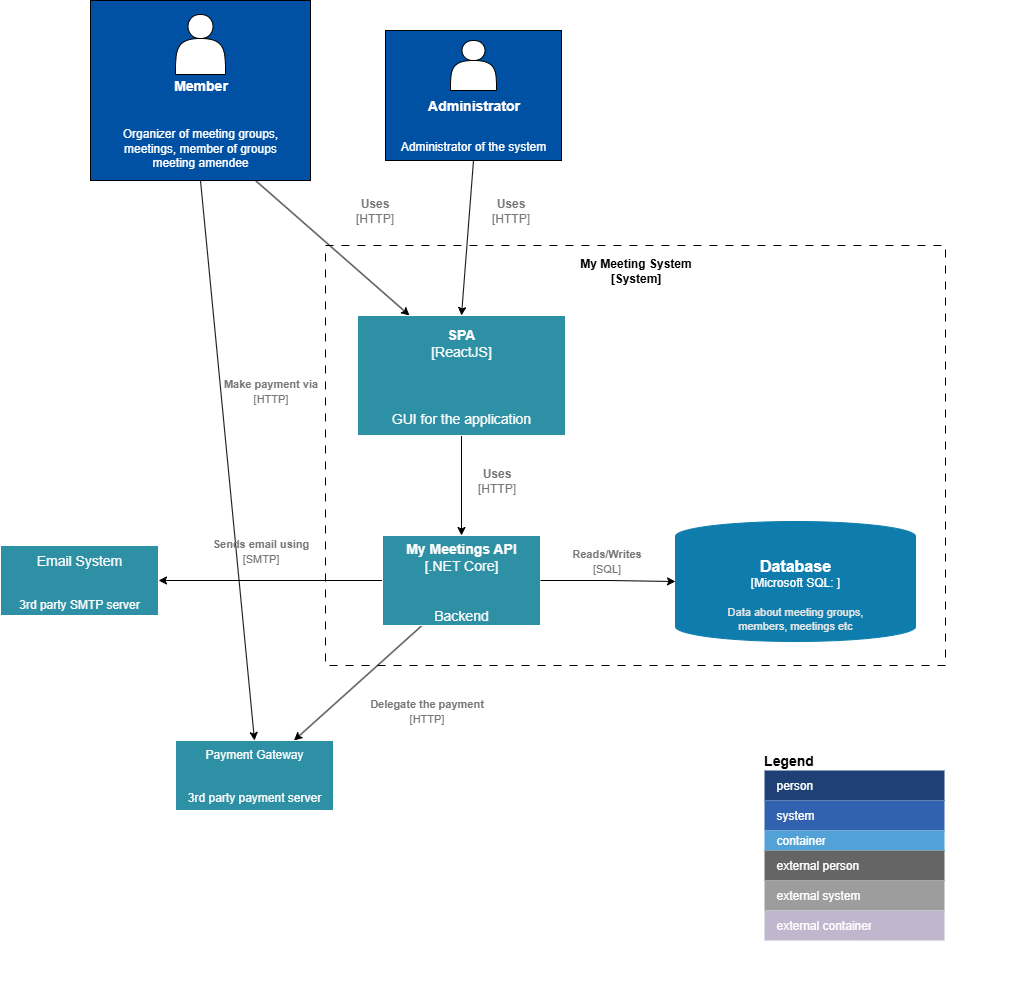 Member
Organizer of meeting groups,
meetings, member of groups
meeting amendee
Administrator
Administrator of the system
Uses
[HTTP]
Uses
[HTTP]
My Meeting System
[System]
SPA
[ReactJS]
GUI for the application
Make payment via
[HTTP]
Uses
[HTTP]
Email System
3rd party SMTP server
Sends email using
[SMTP]
My Meetings API
[.NET Core]
Backend
Reads/Writes
[SQL]
Database
[Microsoft SQL: ]
Data about meeting groups,
members, meetings etc
Delegate the payment
[HTTP]
Payment Gateway
3rd party payment server
Legend
person
system
container
external person
external system
external container